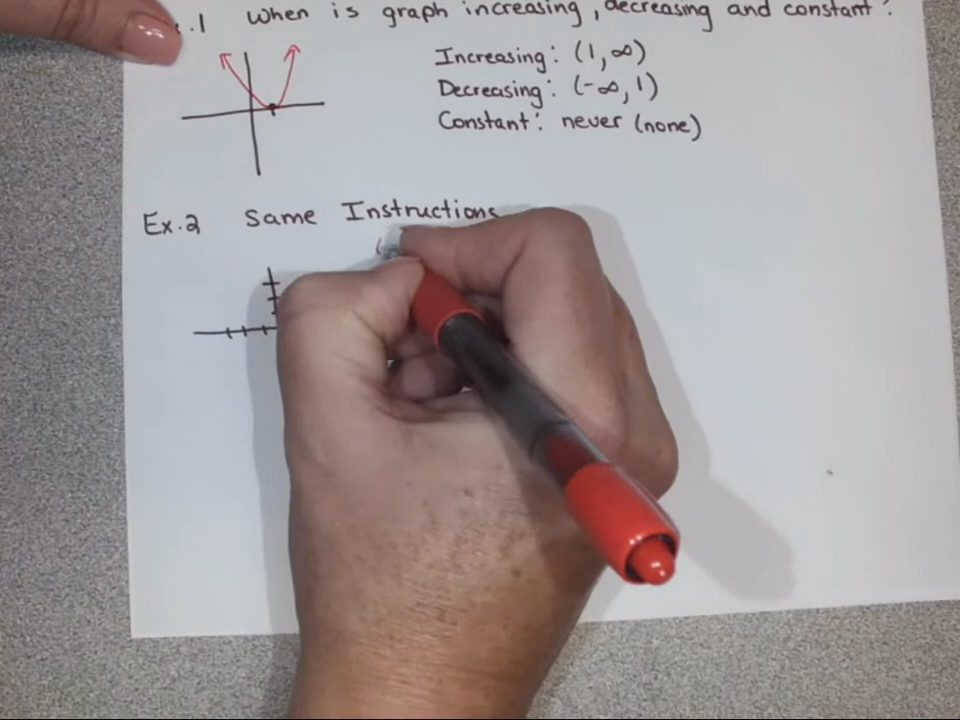 .1 When is graph increasing, decreasing and constant?
Increasing: (1, ∞)
Decreasing: (-∞, 1)
Constant: never (none)
Ex.2 Same Instructions